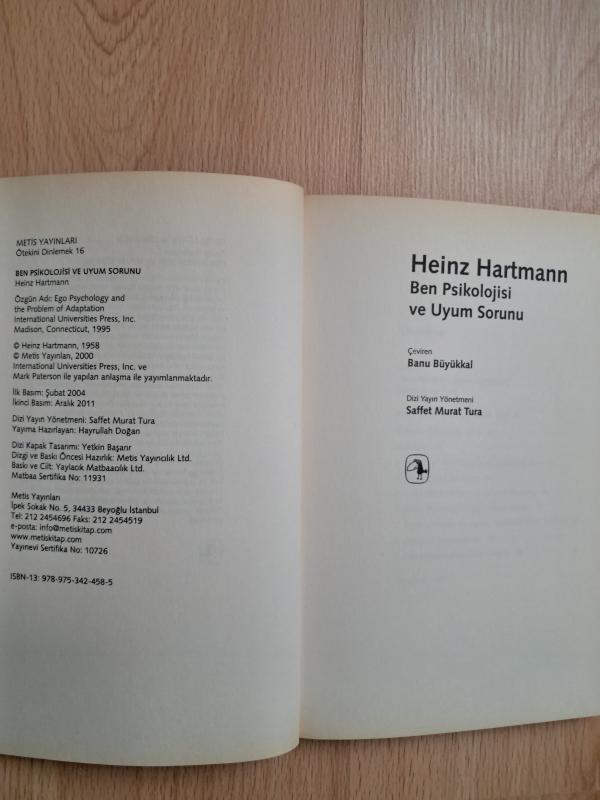 METİS YAYINLARI
Ötekini Dinlemek 16
BEN PSİKOLOJİSİ VE UYUM SORUNU
Heinz Hartmann
Özgün Adı: Ego Psychology and
the Problem of Adaptation
International Universities Press, Inc.
Madison, Connecticut, 1995
© Heinz Hartmann, 1958
© Metis Yayınları, 2000
International Universities Press, Inc. ve
Mark Paterson ile yapılan anlaşma ile yayımlanmaktadır.
İlk Basım: Şubat 2004
İkinci Basım: Aralık 2011
Dizi Yayın Yönetmeni: Saffet Murat Tura
Yayıma Hazırlayan: Hayrullah Doğan
Dizi Kapak Tasarımı: Yetkin Başarır
Dizgi ve Baskı Öncesi Hazırlık: Metis Yayıncılık Ltd.
Baskı ve Cilt: Yaylacık Matbaacılık Ltd.
Matbaa Sertifika No: 11931
Metis Yayınları
İpek Sokak No. 5, 34433 Beyoğlu İstanbul
Tel: 212 2454696 Faks: 212 2454519
e-posta: info@metiskitap.com
www.metiskitap.com
Yayınevi Sertifika No: 10726
ISBN-13: 978-975-342-458-5
Heinz Hartmann
Ben Psikolojisi
ve Uyum Sorunu
Çeviren
Banu Büyükkal
Dizi Yayın Yönetmeni
Saffet Murat Tura